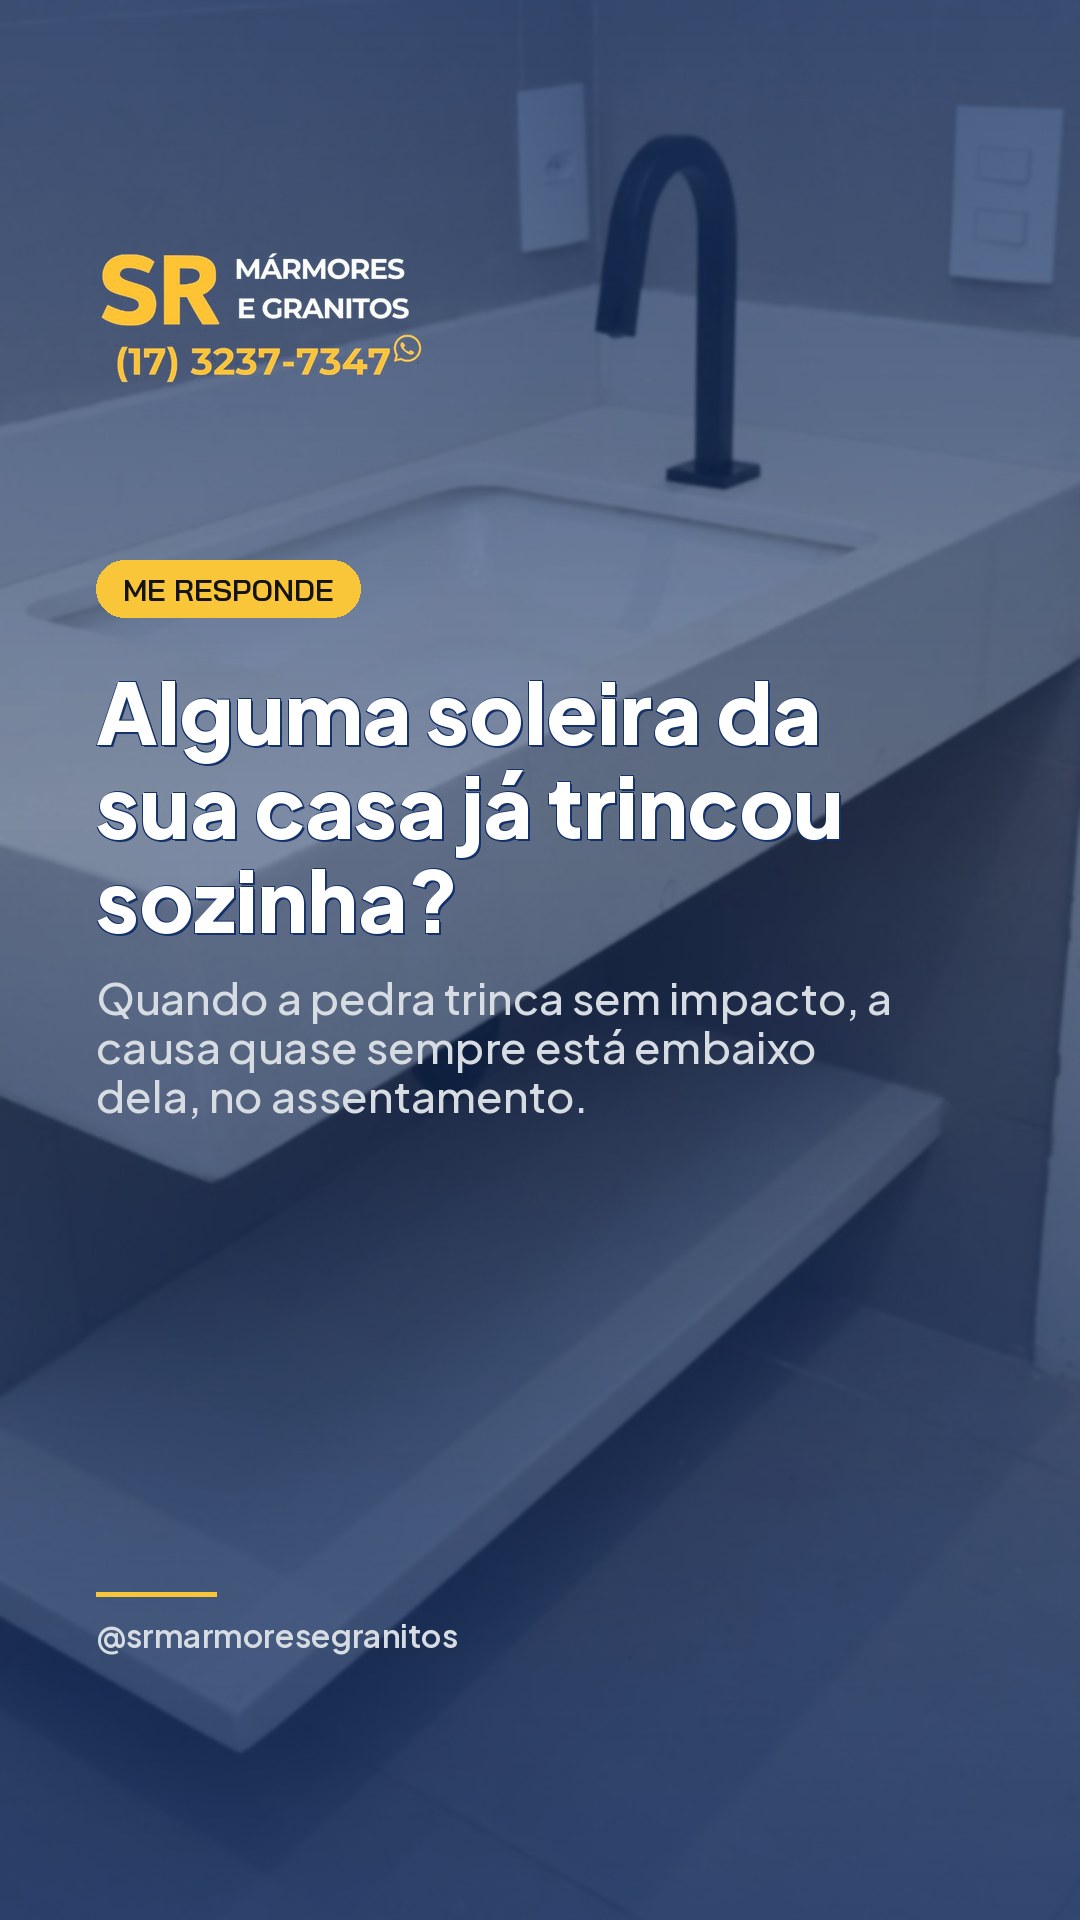 SR MÁRMORES
E GRANITOS
(17) 3237-7347
ME RESPONDE
Alguma soleira da
sua casa já trincou
sozinha?
Quando a pedra trinca sem impacto, a
causa quase sempre está embaixo
dela, no assentamento.
@srmarmoresegranitos